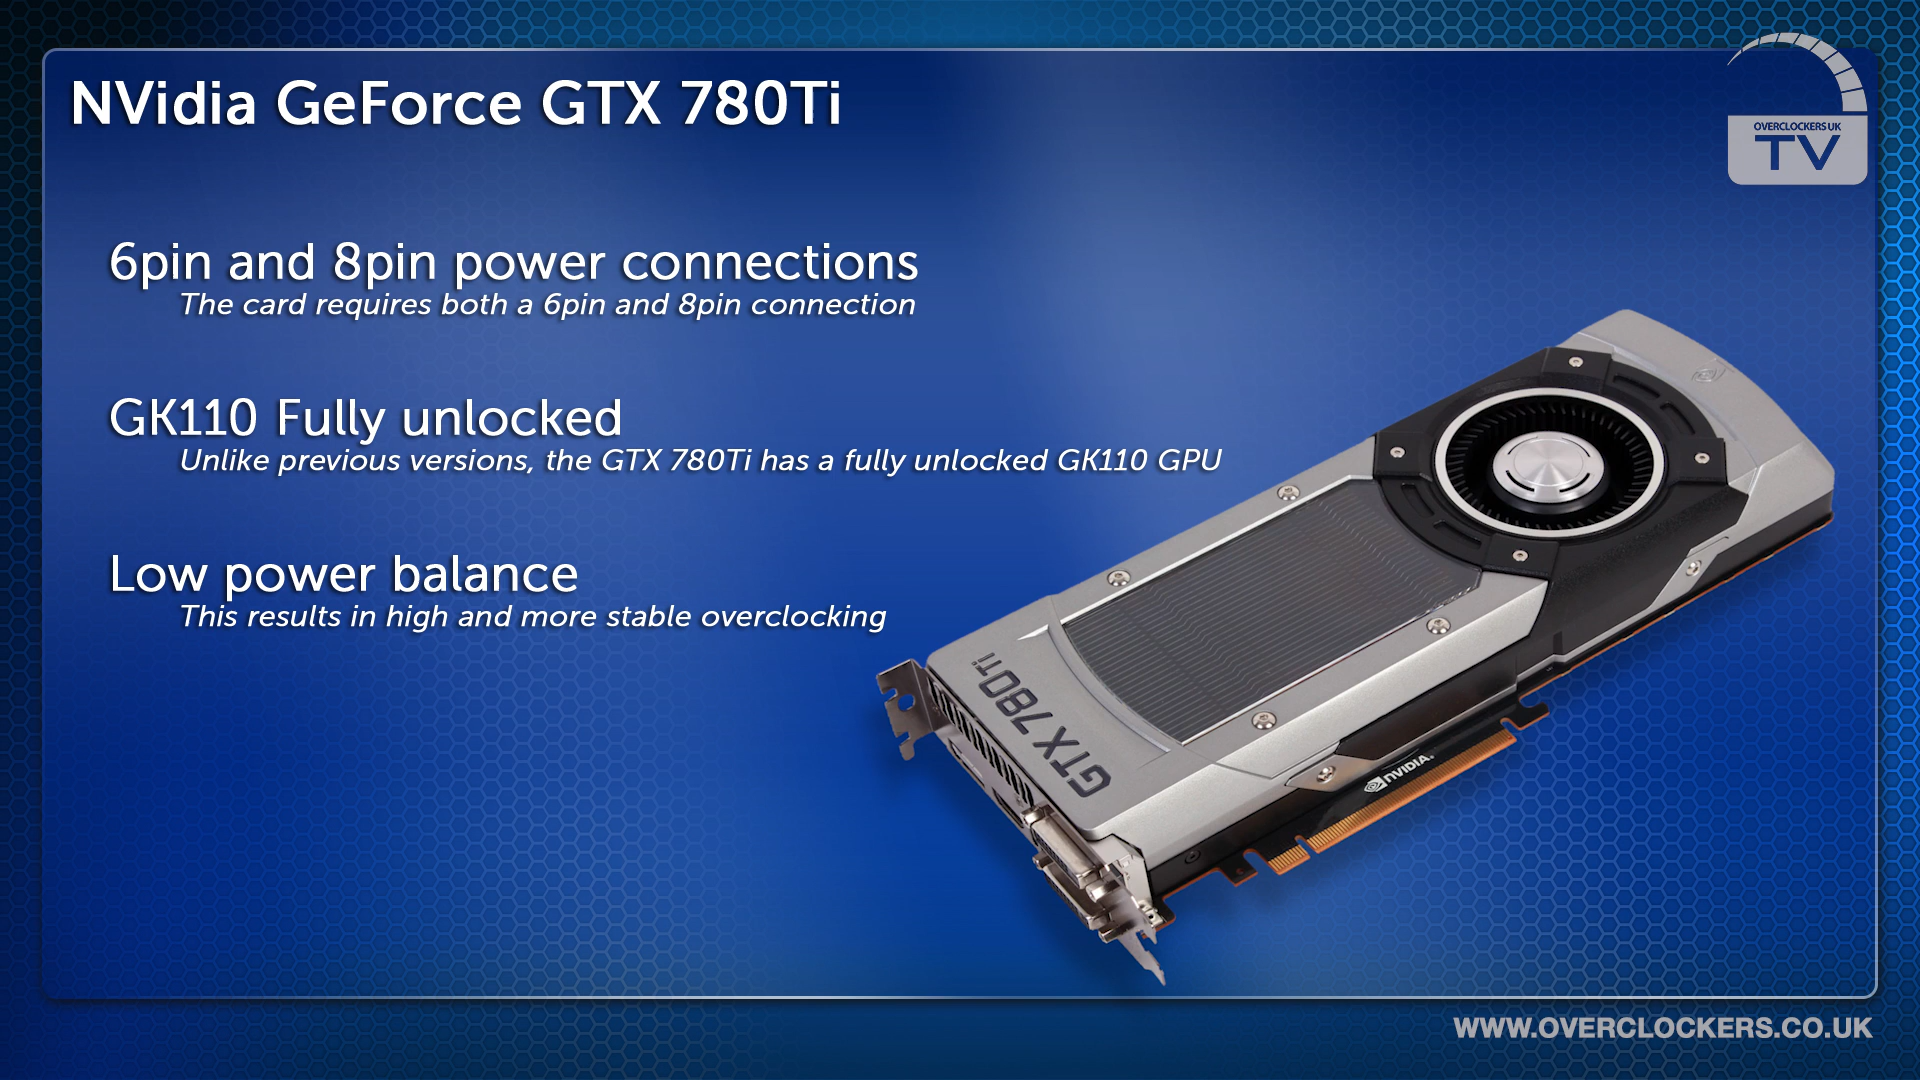 NVidia GeForce GTX 780Ti
OVERCLOCKERS UK
TV
6pin and 8pin power connections
The card requires both a 6pin and 8pin connection
GK110 Fully unlocked
Unlike previous versions, the GTX 780Ti has a fully unlocked GK110 GPU
Low power balance
This results in high and more stable overclocking
GTX 780Ti
NVIDIA.
WWW.OVERCLOCKERS.CO.UK